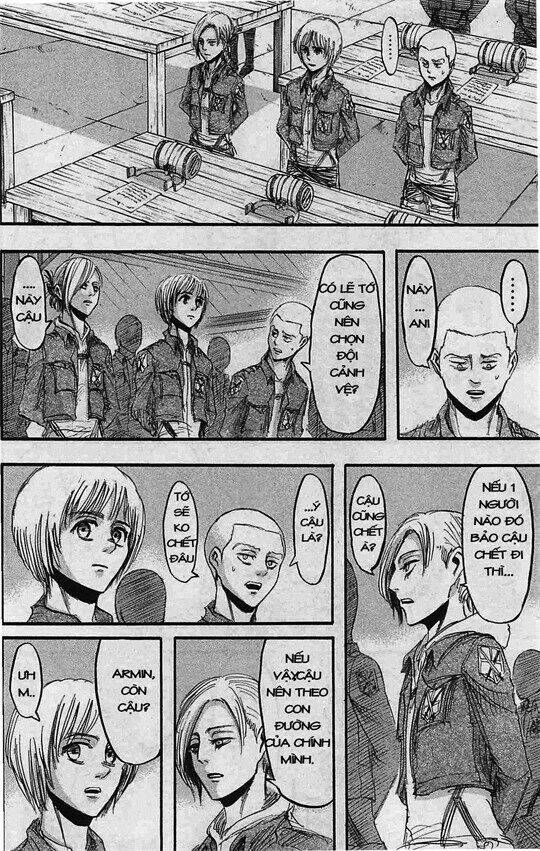 ......
......
NÀY
... ANI
CÓ LẼ TỚ
CŨNG
NÊN
CHỌN
ĐỘI
CẢNH
VỆ?
....
NÀY
CẬU
NẾU 1
NGƯỜI
NÀO ĐÓ
BẢO CẬU
CHẾT ĐI
THÌ...
CẬU
CŨNG
CHẾT
À?
...Ý
CẬU
LÀ?
TỚ
SẼ
KO
CHẾT
ĐÂU
NẾU
VẬY,CẬU
NÊN THEO
CON
ĐƯỜNG
CỦA CHÍNH
MÌNH.
ARMIN,
CÒN
CẬU?
ƯH
M..